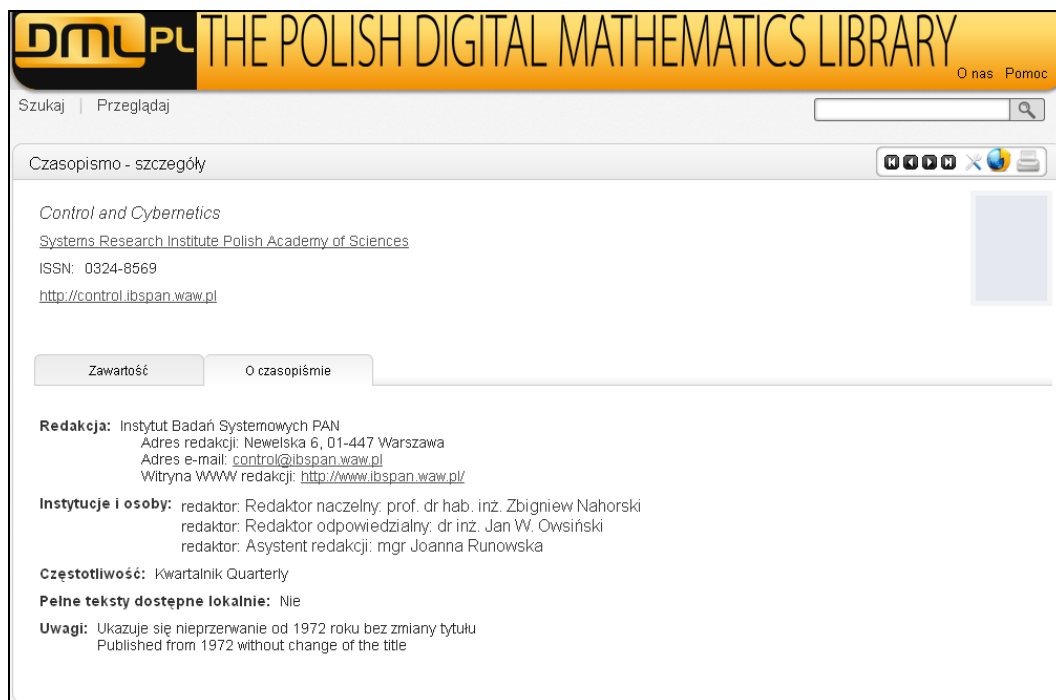 DML PL THE POLISH DIGITAL MATHEMATICS LIBRARY
O nas Pomoc
Szukaj | Przeglądaj
Czasopismo - szczegóły
Control and Cybernetics
Systems Research Institute Polish Academy of Sciences
ISSN: 0324-8569
http://control.ibspan.waw.pl
Zawartość O czasopiśmie
Redakcja: Instytut Badań Systemowych PAN
Adres redakcji: Newelska 6, 01-447 Warszawa
Adres e-mail: control@ibspan.waw.pl
Witryna WWW redakcji: http://www.ibspan.waw.pl/
Instytucje i osoby: redaktor: Redaktor naczelny: prof. dr hab. inż. Zbigniew Nahorski
redaktor: Redaktor odpowiedzialny: dr inż. Jan W. Owsiński
redaktor: Asystent redakcji: mgr Joanna Runowska
Częstotliwość: Kwartalnik Quarterly
Pełne teksty dostępne lokalnie: Nie
Uwagi: Ukazuje się nieprzerwanie od 1972 roku bez zmiany tytułu
Published from 1972 without change of the title